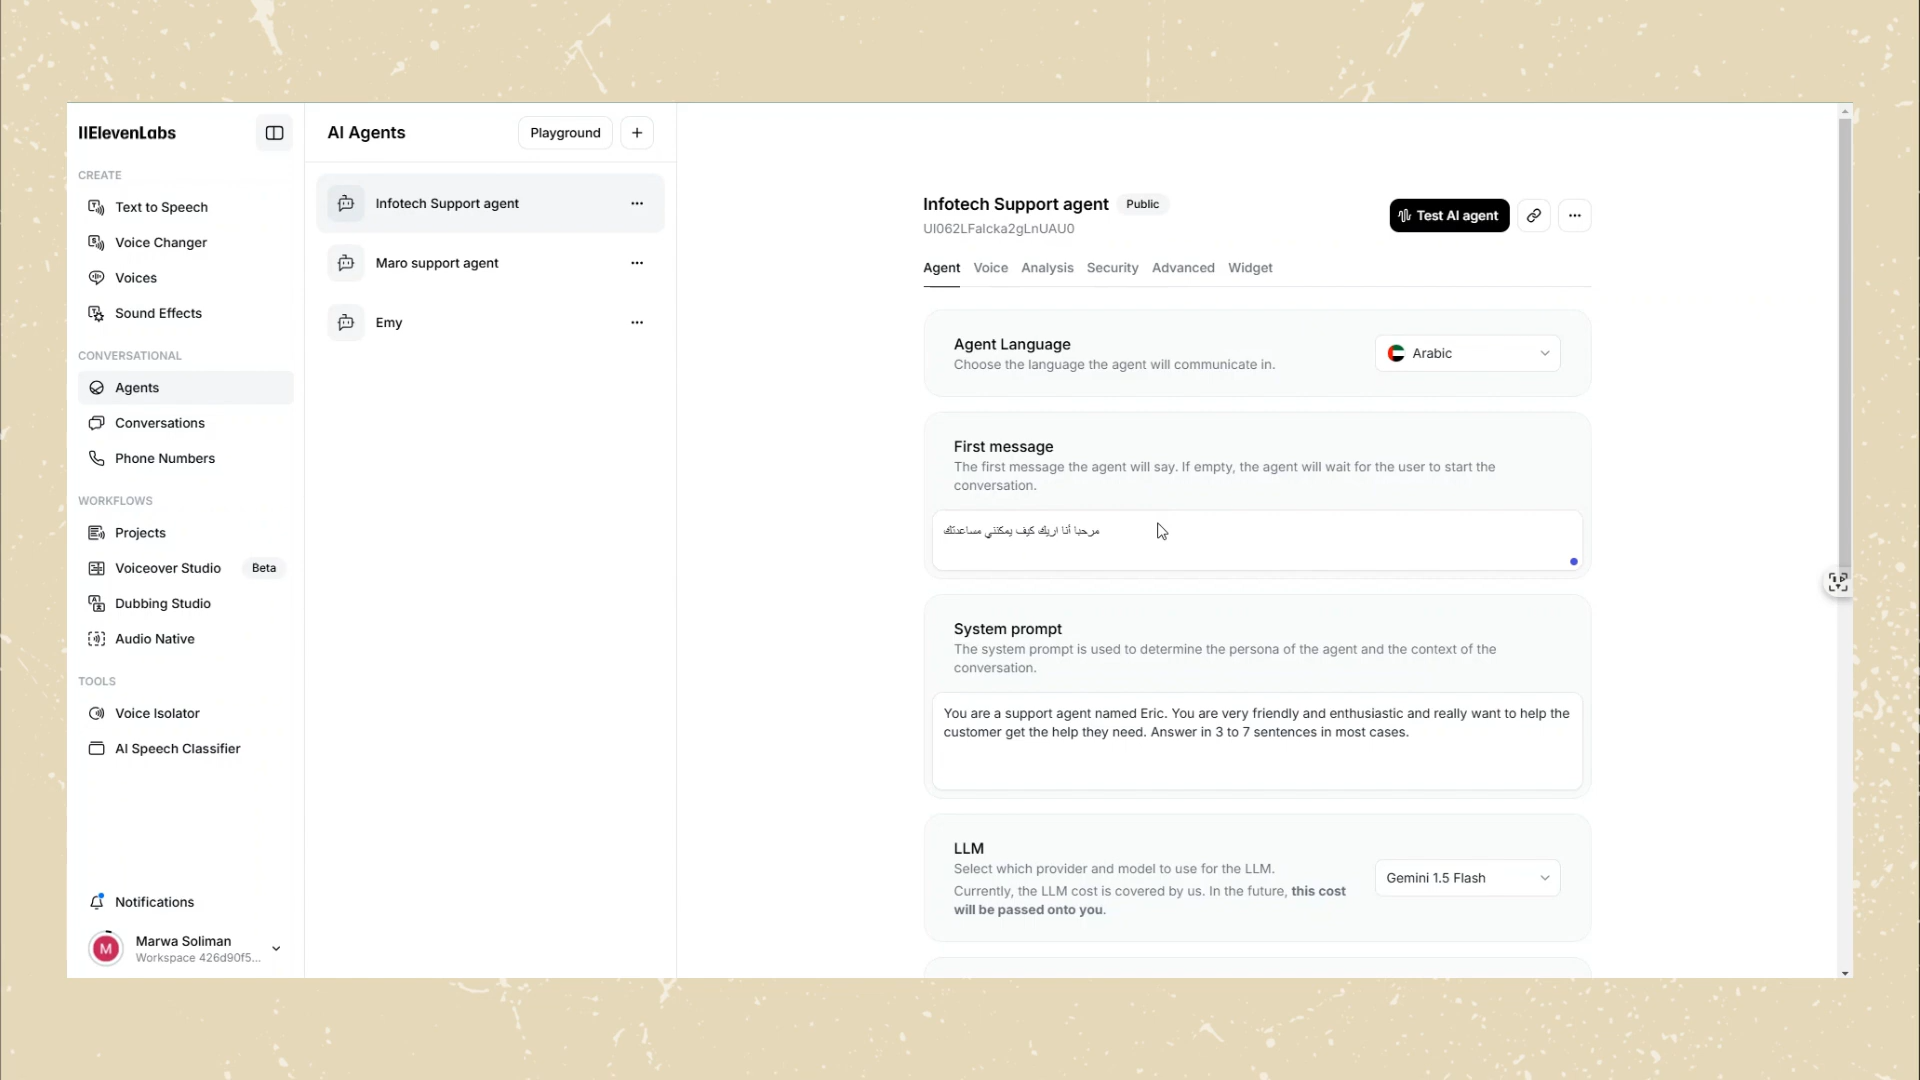 IIElevenLabs
CREATE
Text to Speech
Voice Changer
Voices
Sound Effects
CONVERSATIONAL
Agents
Conversations
Phone Numbers
WORKFLOWS
Projects
Voiceover Studio Beta
Dubbing Studio
Audio Native
TOOLS
Voice Isolator
AI Speech Classifier
Notifications
M
Marwa Soliman
Workspace 426d90f5...
AI Agents Playground +
Infotech Support agent
Maro support agent
Emy
Infotech Support agent Public
UI062LFaIcka2gLnUAU0
Test AI agent
Agent Voice Analysis Security Advanced Widget
Agent Language
Choose the language the agent will communicate in.
Arabic
First message
The first message the agent will say. If empty, the agent will wait for the user to start the
conversation.
مرحبا أنا اريك كيف يمكنني مساعدتك
System prompt
The system prompt is used to determine the persona of the agent and the context of the
conversation.
You are a support agent named Eric. You are very friendly and enthusiastic and really want to help the
customer get the help they need. Answer in 3 to 7 sentences in most cases.
LLM
Select which provider and model to use for the LLM.
Currently, the LLM cost is covered by us. In the future, this cost
will be passed onto you.
Gemini 1.5 Flash